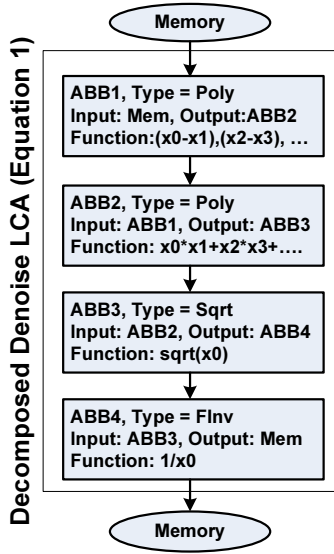 Memory
Decomposed Denoise LCA (Equation 1)
ABB1, Type = Poly
Input: Mem, Output:ABB2
Function:(x0-x1),(x2-x3), ...
ABB2, Type = Poly
Input: ABB1, Output: ABB3
Function: x0*x1+x2*x3+....
ABB3, Type = Sqrt
Input: ABB2, Output: ABB4
Function: sqrt(x0)
ABB4, Type = FInv
Input: ABB3, Output: Mem
Function: 1/x0
Memory